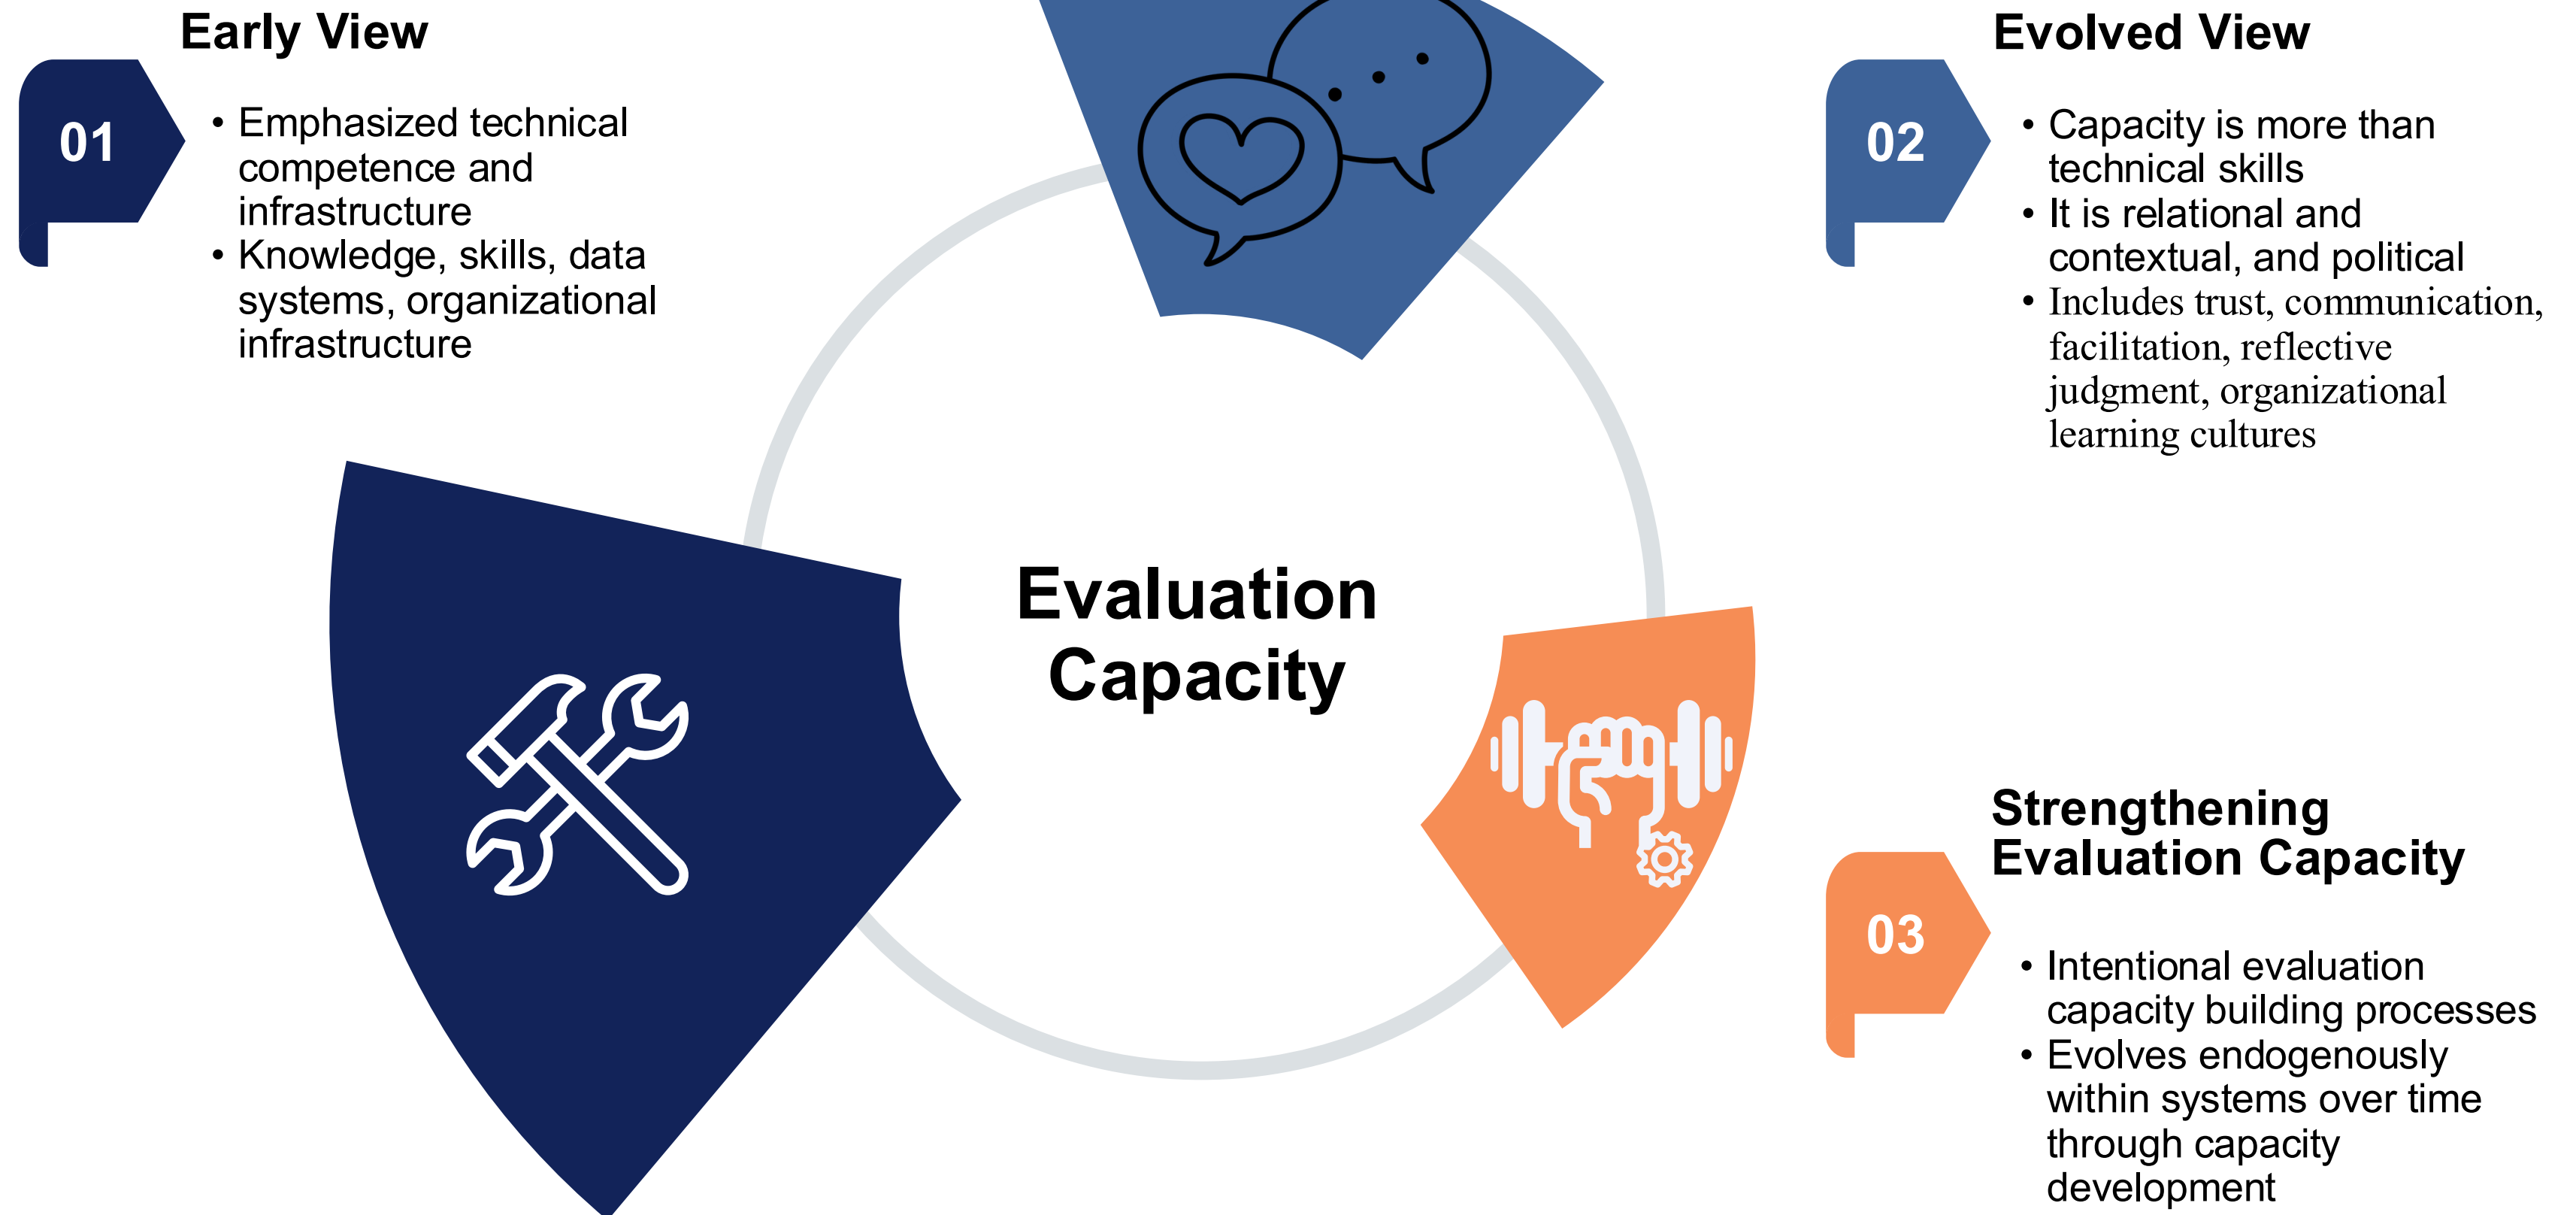 Early View
01
• Emphasized technical
competence and
infrastructure
• Knowledge, skills, data
systems, organizational
infrastructure
Evaluation
Capacity
Evolved View
02
• Capacity is more than
technical skills
• It is relational and
contextual, and political
• Includes trust, communication,
facilitation, reflective
judgment, organizational
learning cultures
Strengthening
Evaluation Capacity
03
• Intentional evaluation
capacity building processes
• Evolves endogenously
within systems over time
through capacity
development